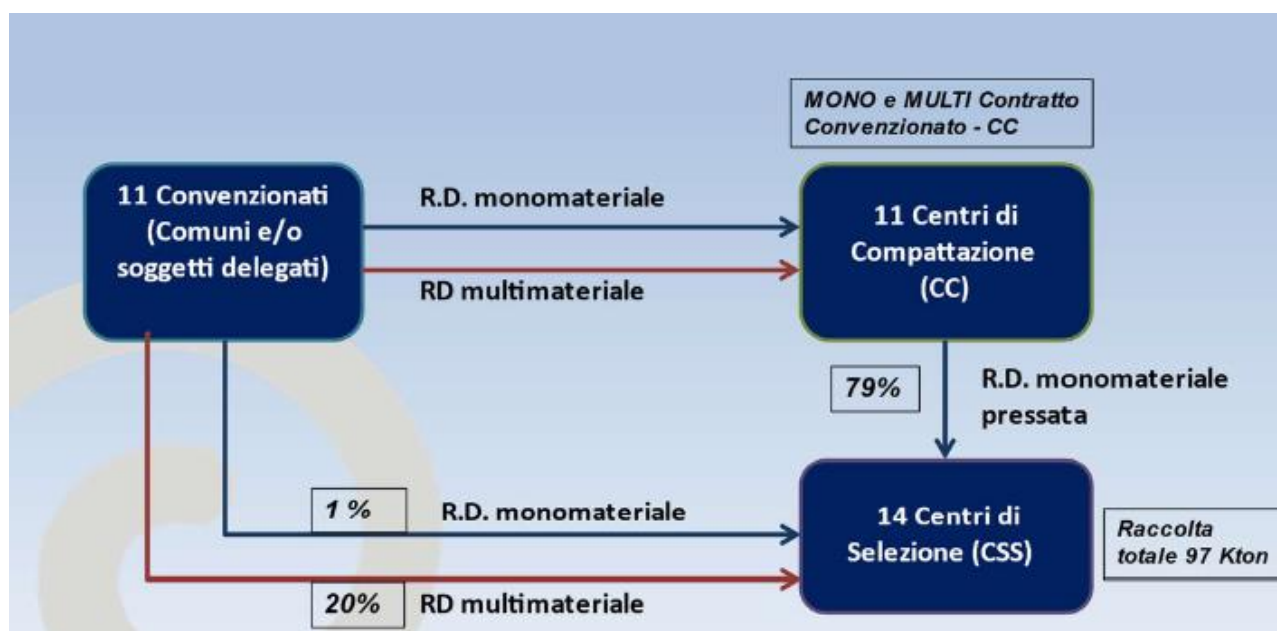 MONO e MULTI Contratto
Convenzionato - CC
11 Convenzionati
(Comuni e/o
soggetti delegati)
R.D. monomateriale
RD multimateriale
11 Centri di
Compattazione
(CC)
79%
R.D. monomateriale
pressata
1 %
R.D. monomateriale
14 Centri di
Selezione (CSS)
Raccolta
totale 97 Kton
20%
RD multimateriale